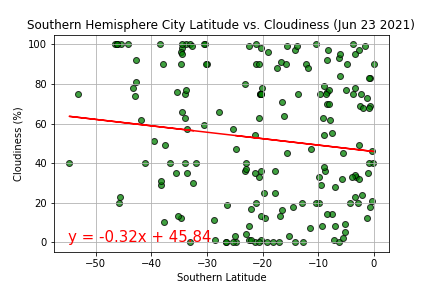 Southern Hemisphere City Latitude vs. Cloudiness (Jun 23 2021)
100
80
60
40
20
0
Cloudiness (%)
y = -0.32x + 45.84
−50 −40 −30 −20 −10 0
Southern Latitude